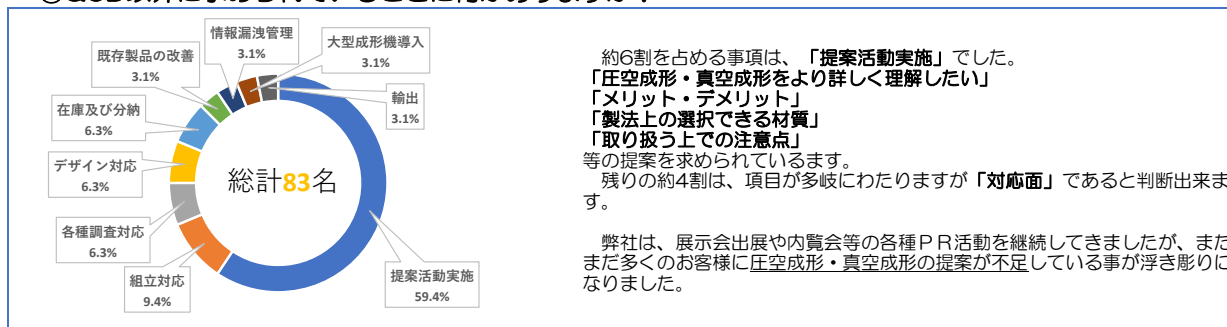 情報漏洩管理
3.1%
大型成形機導入
3.1%
既存製品の改善
3.1%
輸出
3.1%
在庫及び分納
6.3%
デザイン対応
6.3%
総計83名
各種調査対応
6.3%
組立対応
9.4%
提案活動実施
59.4%
約6割を占める事項は、「提案活動実施」でした。
「圧空成形・真空成形をより詳しく理解したい」
「メリット・デメリット」
「製法上の選択できる材質」
「取り扱う上での注意点」
等の提案を求められているます。
残りの約4割は、項目が多岐にわたりますが「対応面」であると判断出来ま
す。
弊社は、展示会出展や内覧会等の各種ＰＲ活動を継続してきましたが、まだ
まだ多くのお客様に圧空成形・真空成形の提案が不足している事が浮き彫りに
なりました。